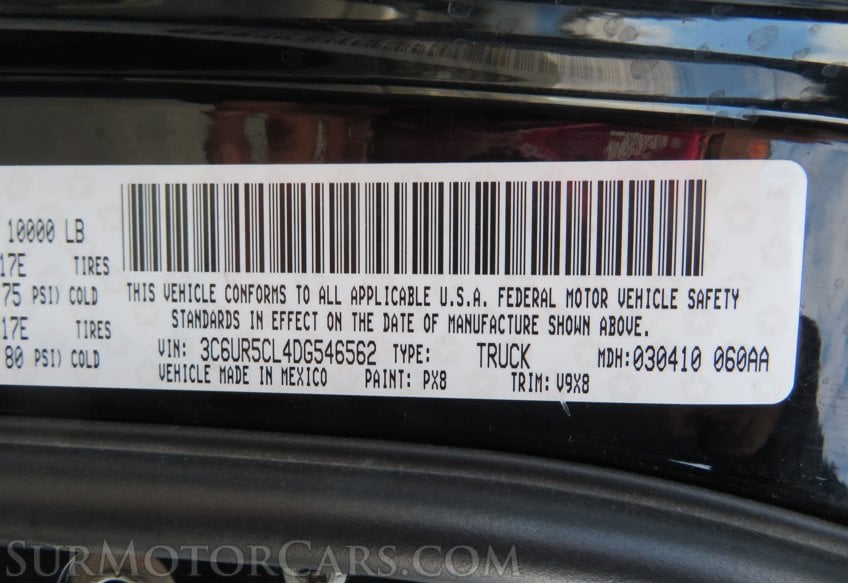 10000 LB
17E TIRES
75 PSI) COLD
17E TIRES
80 PSI) COLD
THIS VEHICLE CONFORMS TO ALL APPLICABLE U.S.A. FEDERAL MOTOR VEHICLE SAFETY
STANDARDS IN EFFECT ON THE DATE OF MANUFACTURE SHOWN ABOVE.
VIN: 3C6UR5CL4DG546562 TYPE: TRUCK MDH:030410 060AA
VEHICLE MADE IN MEXICO PAINT: PX8 TRIM: V9X8
SURMOTORCARS.COM